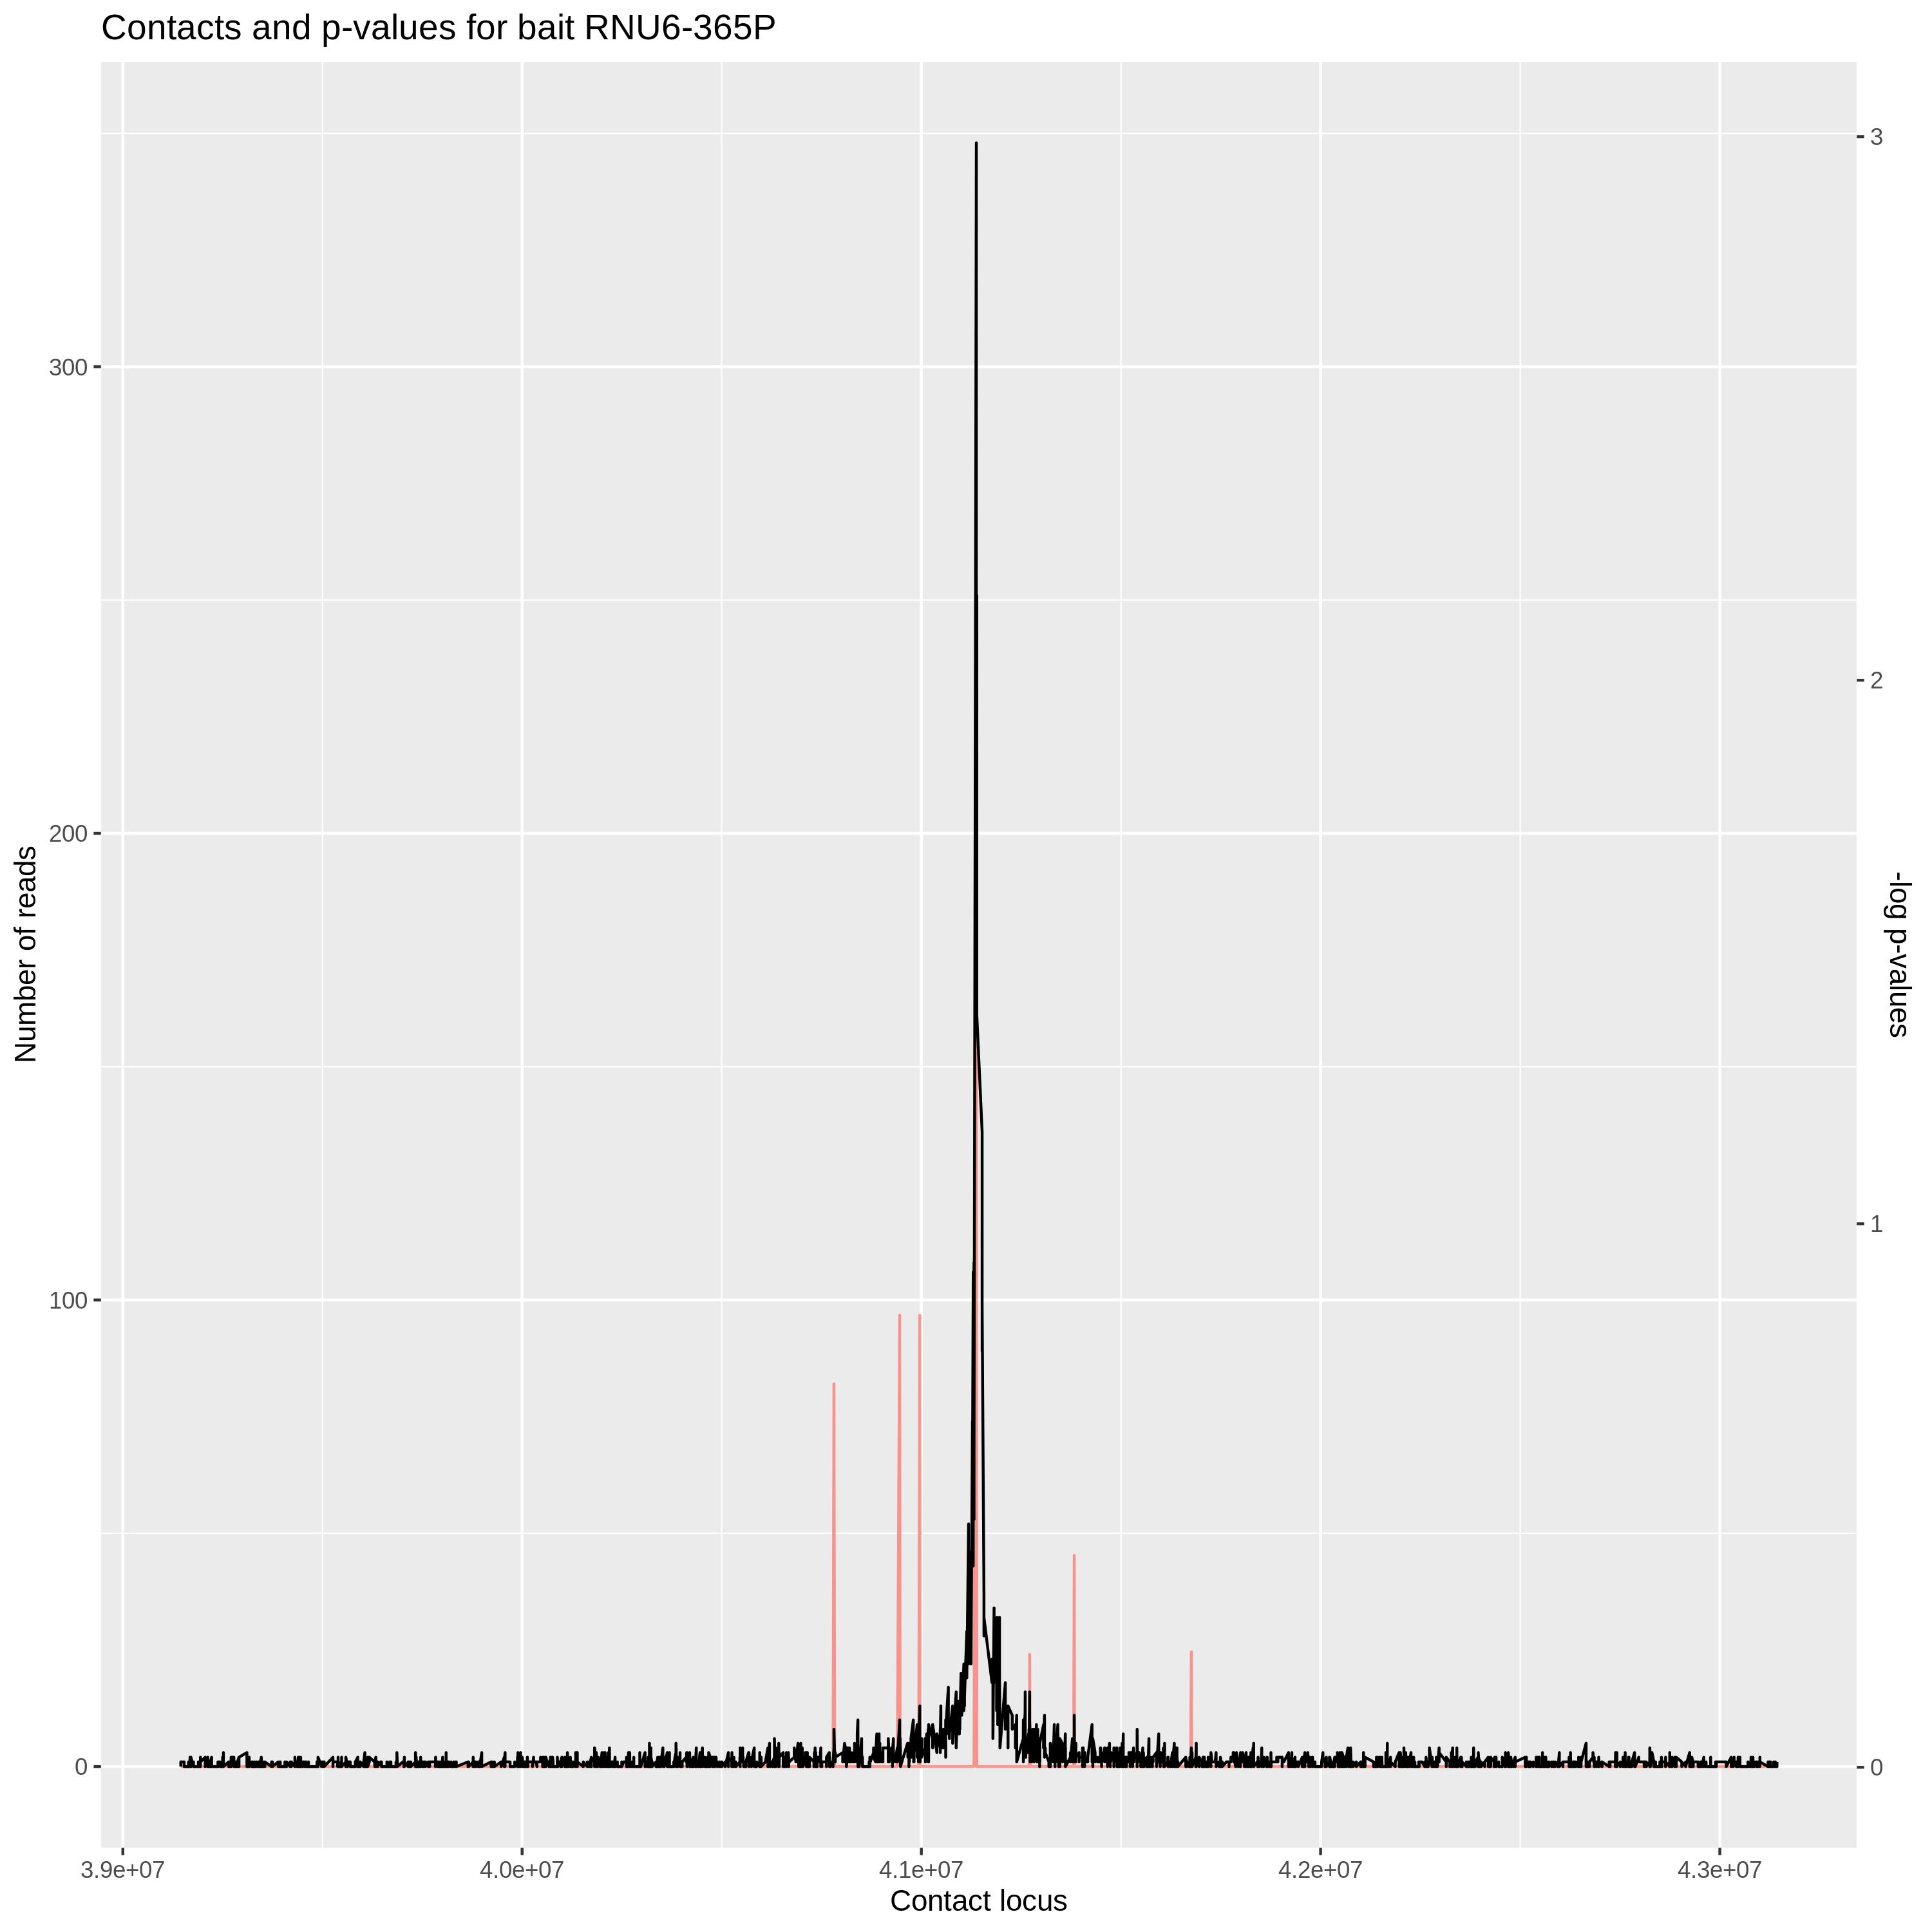 Contacts and p-values for bait RNU6-365P
Number of reads
300
200
100
0
3
2
1
0
-log p-values
3.9e+07
4.0e+07
4.1e+07
4.2e+07
4.3e+07
Contact locus